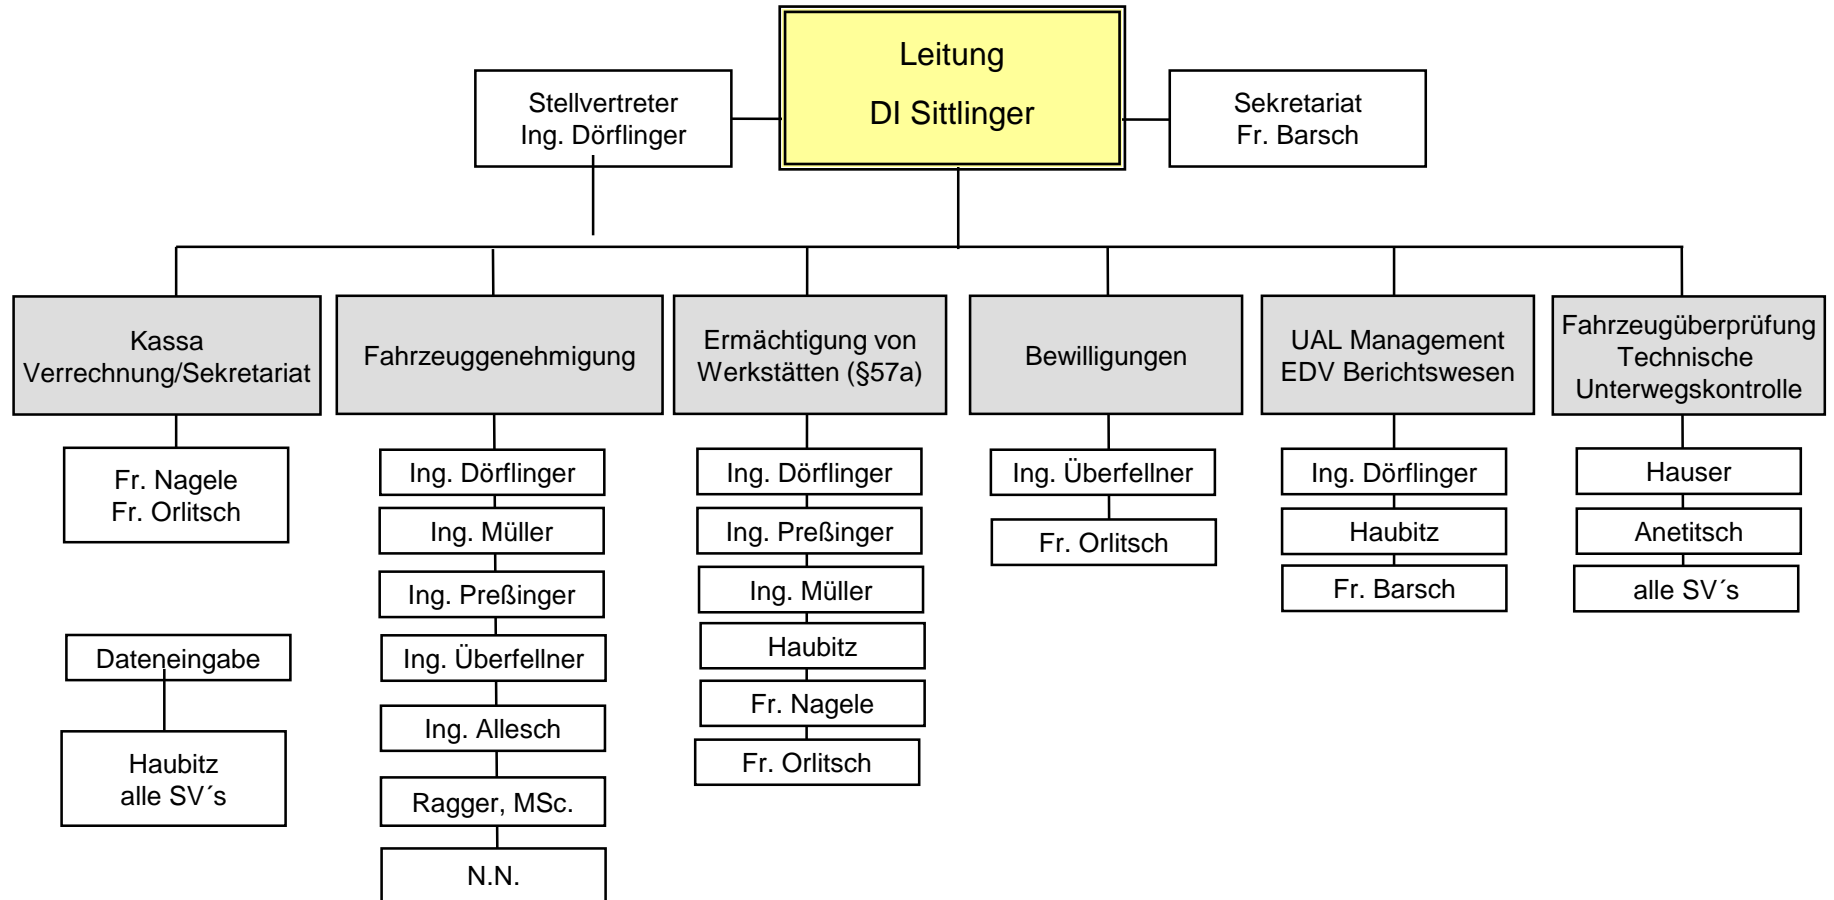 Leitung
DI Sittlinger
Stellvertreter
Ing. Dörflinger
Sekretariat
Fr. Barsch
Kassa
Verrechnung/Sekretariat
Fr. Nagele
Fr. Orlitsch
Dateneingabe
Haubitz
alle SV´s
Fahrzeuggenehmigung
Ing. Dörflinger
Ing. Müller
Ing. Preßinger
Ing. Überfellner
Ing. Allesch
Ragger, MSc.
N.N.
Ermächtigung von
Werkstätten (§57a)
Ing. Dörflinger
Ing. Preßinger
Ing. Müller
Haubitz
Fr. Nagele
Fr. Orlitsch
Bewilligungen
Ing. Überfellner
Fr. Orlitsch
UAL Management
EDV Berichtswesen
Ing. Dörflinger
Haubitz
Fr. Barsch
Fahrzeugüberprüfung
Technische
Unterwegskontrolle
Hauser
Anetitsch
alle SV´s